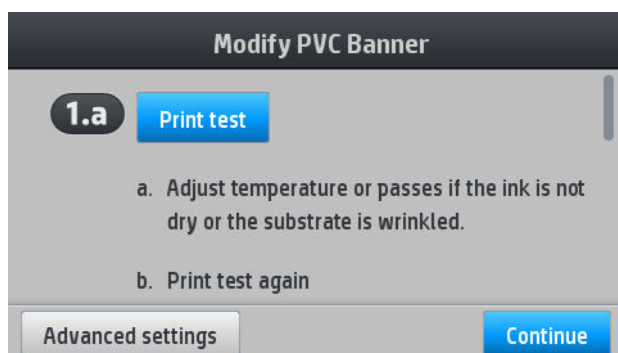 Modify PVC Banner
1.a Print test
a. Adjust temperature or passes if the ink is not
dry or the substrate is wrinkled.
b. Print test again
Advanced settings Continue